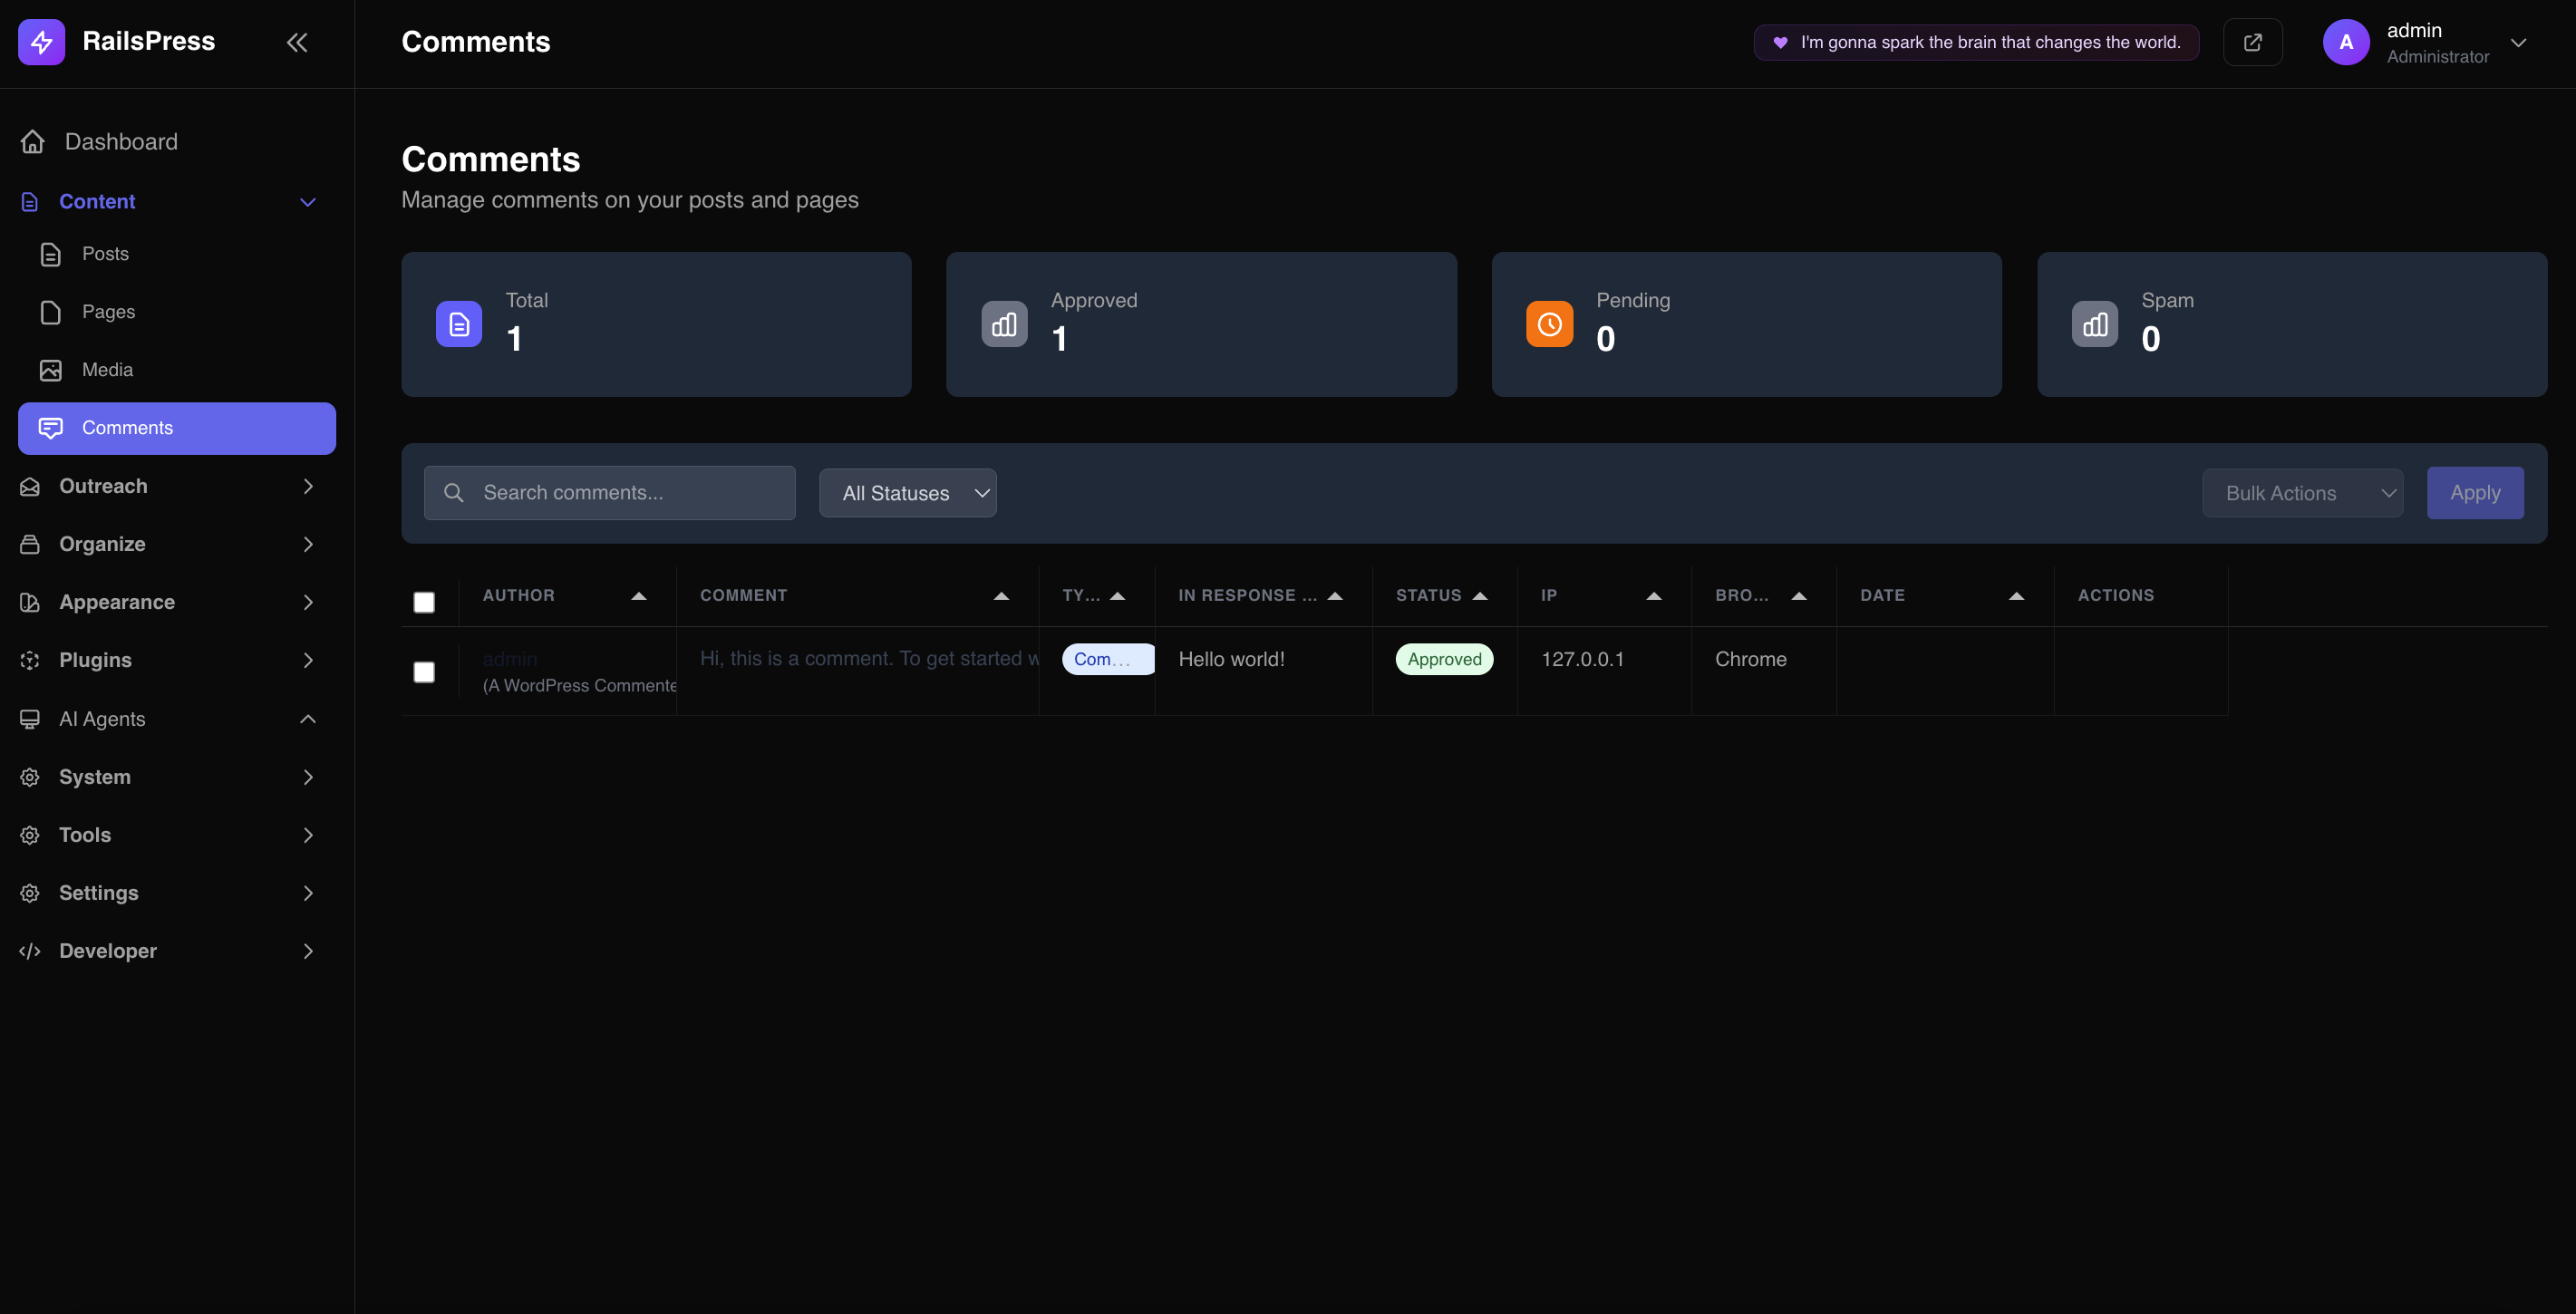 RailsPress
Comments
I'm gonna spark the brain that changes the world.
A
admin
Administrator
Dashboard
Content
Posts
Pages
Media
Comments
Outreach
Organize
Appearance
Plugins
AI Agents
System
Tools
Settings
Developer
Comments
Manage comments on your posts and pages
Total
1
Approved
1
Pending
0
Spam
0
Search comments...
All Statuses
Bulk Actions
Apply
AUTHOR COMMENT TY... IN RESPONSE ... STATUS IP BRO... DATE ACTIONS
admin Hi, this is a comment. To get started w Com... Hello world! Approved 127.0.0.1 Chrome
(A WordPress Commente